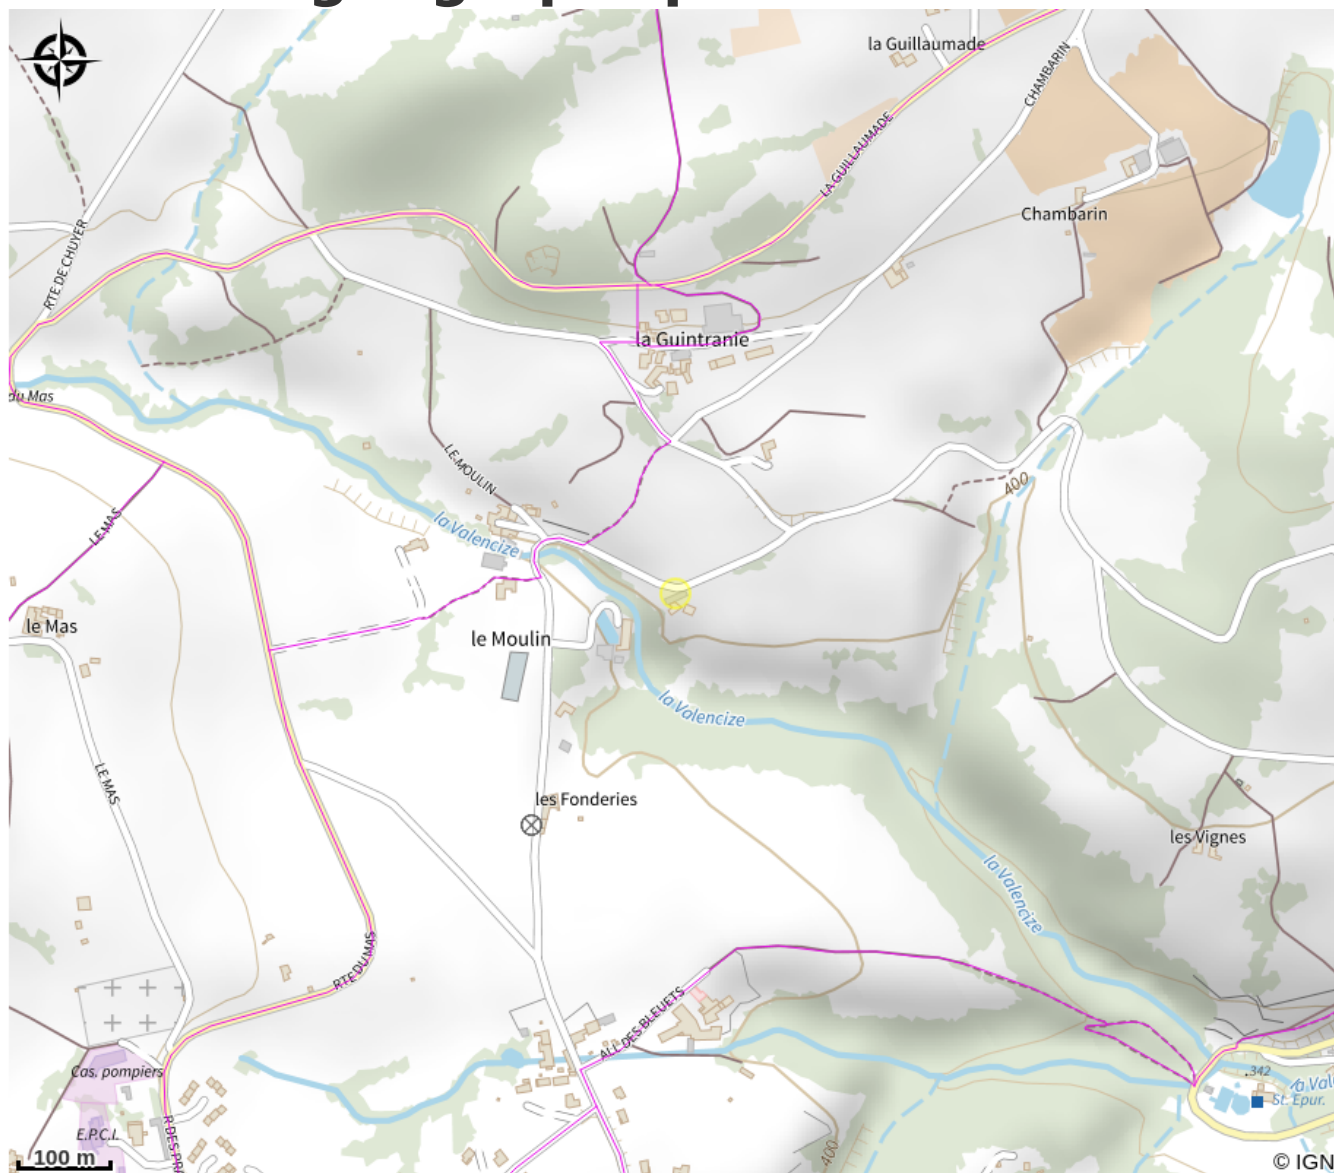 la Guillaumade
CHAMBARIN
LA GUILLAUMADE
Chambarin
RTE DE CHUYER
la Guintranie
du Mas
LE MOULIN
400
la Valencize
LE MAS
le Mas
le Moulin
la Valencize
LE MAS
les Fonderies
les Vignes
la Valencize
RTE DU MAS
ALL DES BLEUETS
Cas. pompiers
342
la Val
St. Epur.
E.P.C.I.
R DES PR
400
100 m
© IGN